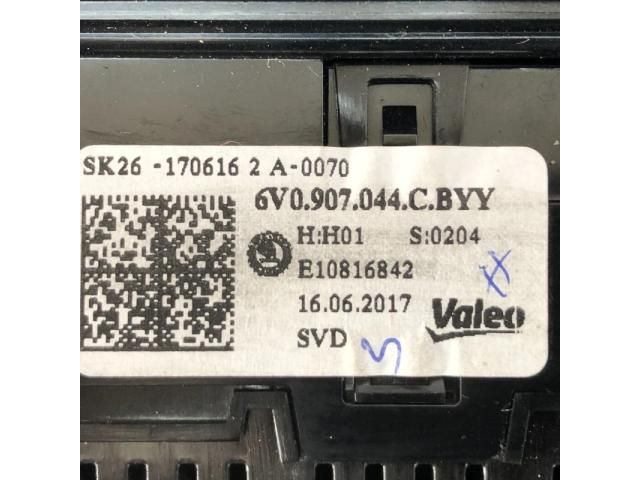 SK26 -170616 2 A-0070
6V0.907.044.C.BYY
H:H01 S:0204
E10816842
16.06.2017
SVD
Valeo